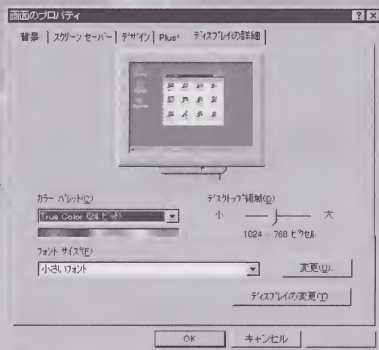 画面のプロパティ
背景 スクリーン セーバー デザイン Plus! ディスプレイの詳細
カラー パレット(C)
デスクトップ領域(D)
True Color (24 ビット)
小 大
1024 768 ピクセル
フォント サイズ(F)
小さいフォント
変更(U)...
ディスプレイの変更(T)
OK
キャンセル